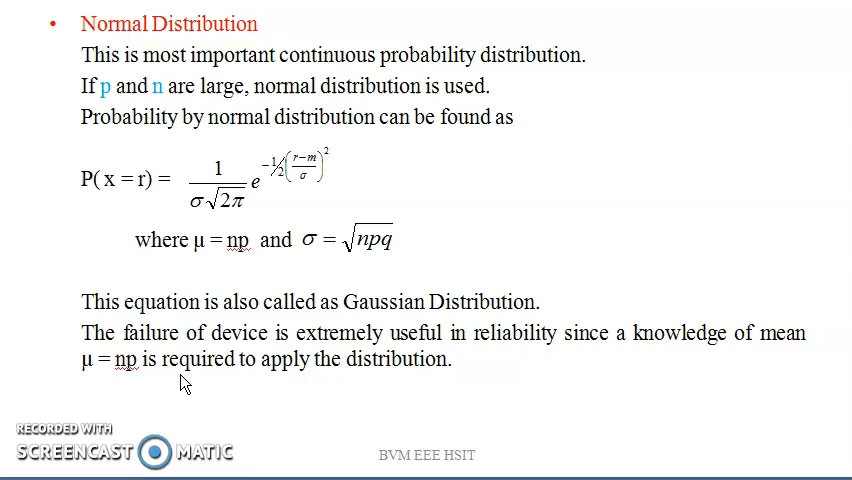 • Normal Distribution
This is most important continuous probability distribution.
If p and n are large, normal distribution is used.
Probability by normal distribution can be found as
P( x = r) = 1/(σ√2π) e^(-½((r-m)/σ)²)
where μ = np and σ = √npq
This equation is also called as Gaussian Distribution.
The failure of device is extremely useful in reliability since a knowledge of mean
μ = np is required to apply the distribution.
RECORDED WITH
SCREENCAST MATIC
BVM EEE HSIT